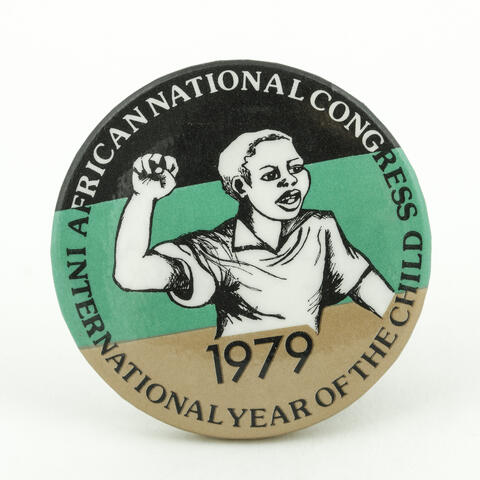 AFRICAN NATIONAL CONGRESS
1979
INTERNATIONAL YEAR OF THE CHILD